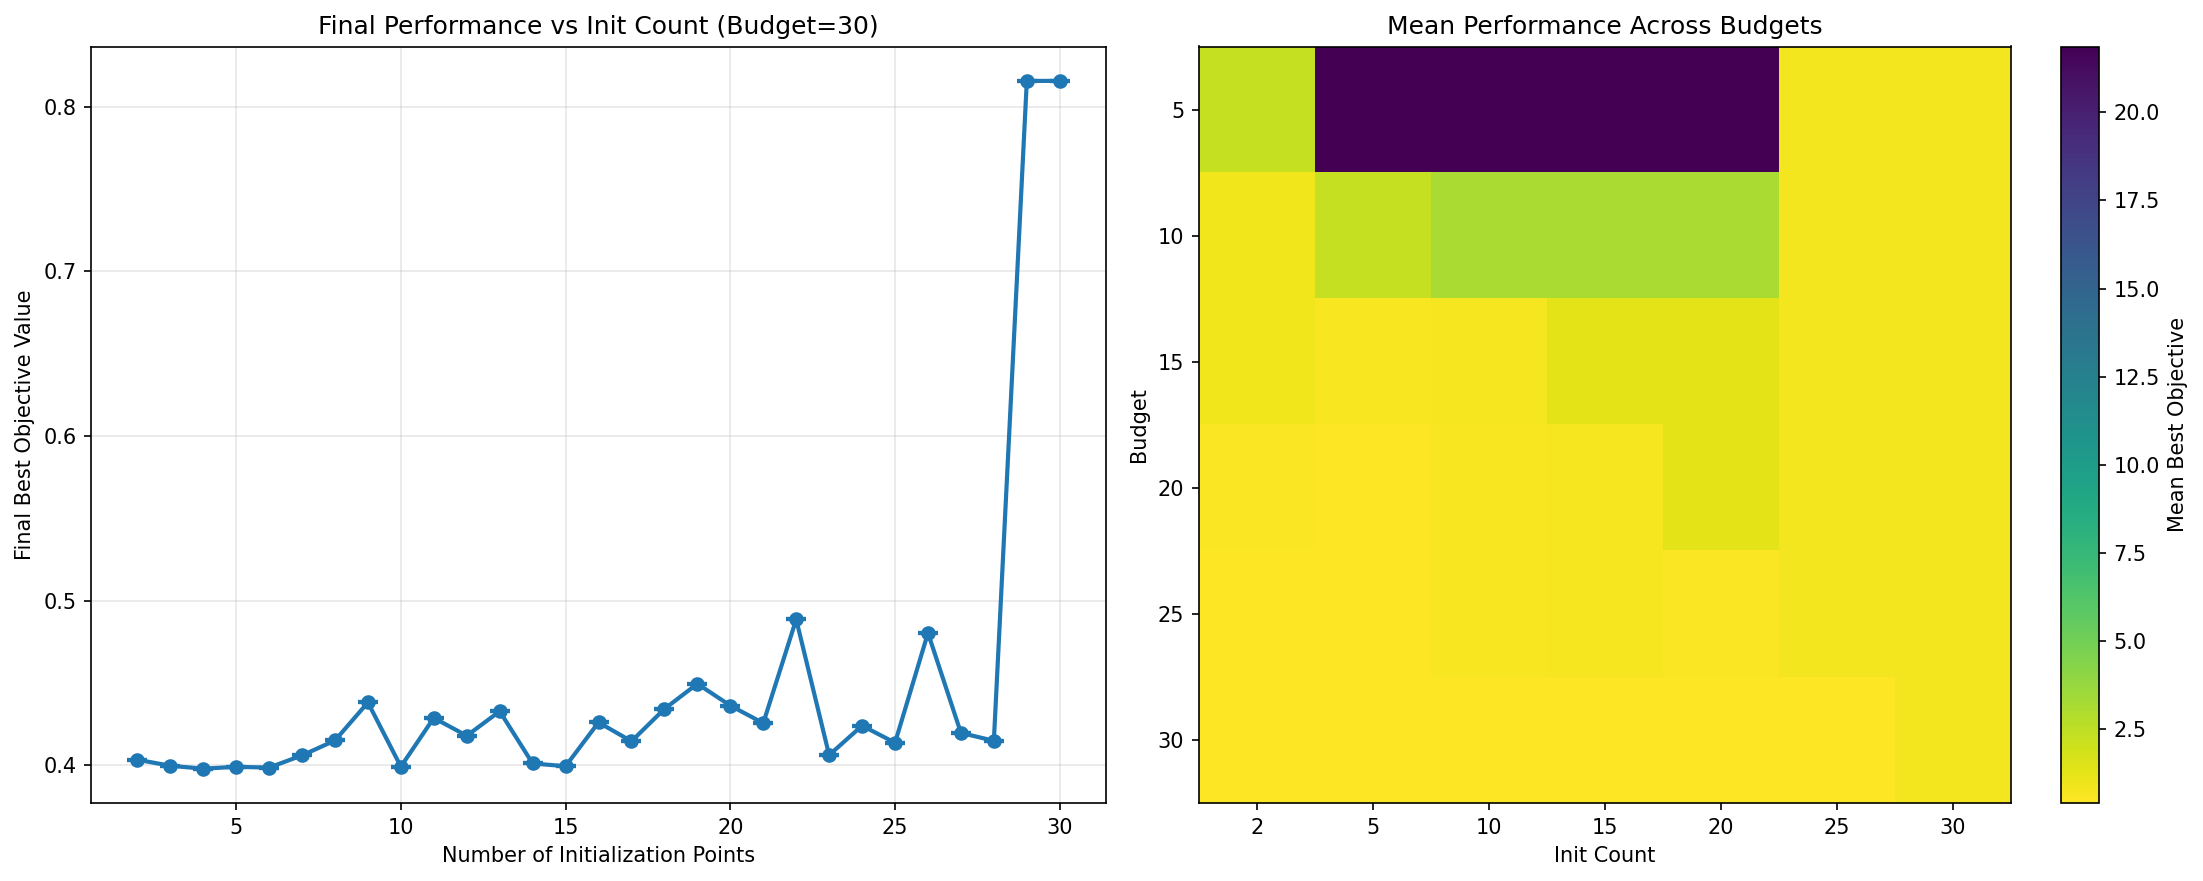 Final Performance vs Init Count (Budget=30)
Final Best Objective Value
0.8
0.7
0.6
0.5
0.4
5 10 15 20 25 30
Number of Initialization Points
Mean Performance Across Budgets
Budget
5
10
15
20
25
30
2 5 10 15 20 25 30
Init Count
20.0
17.5
15.0
12.5
10.0
7.5
5.0
2.5
Mean Best Objective